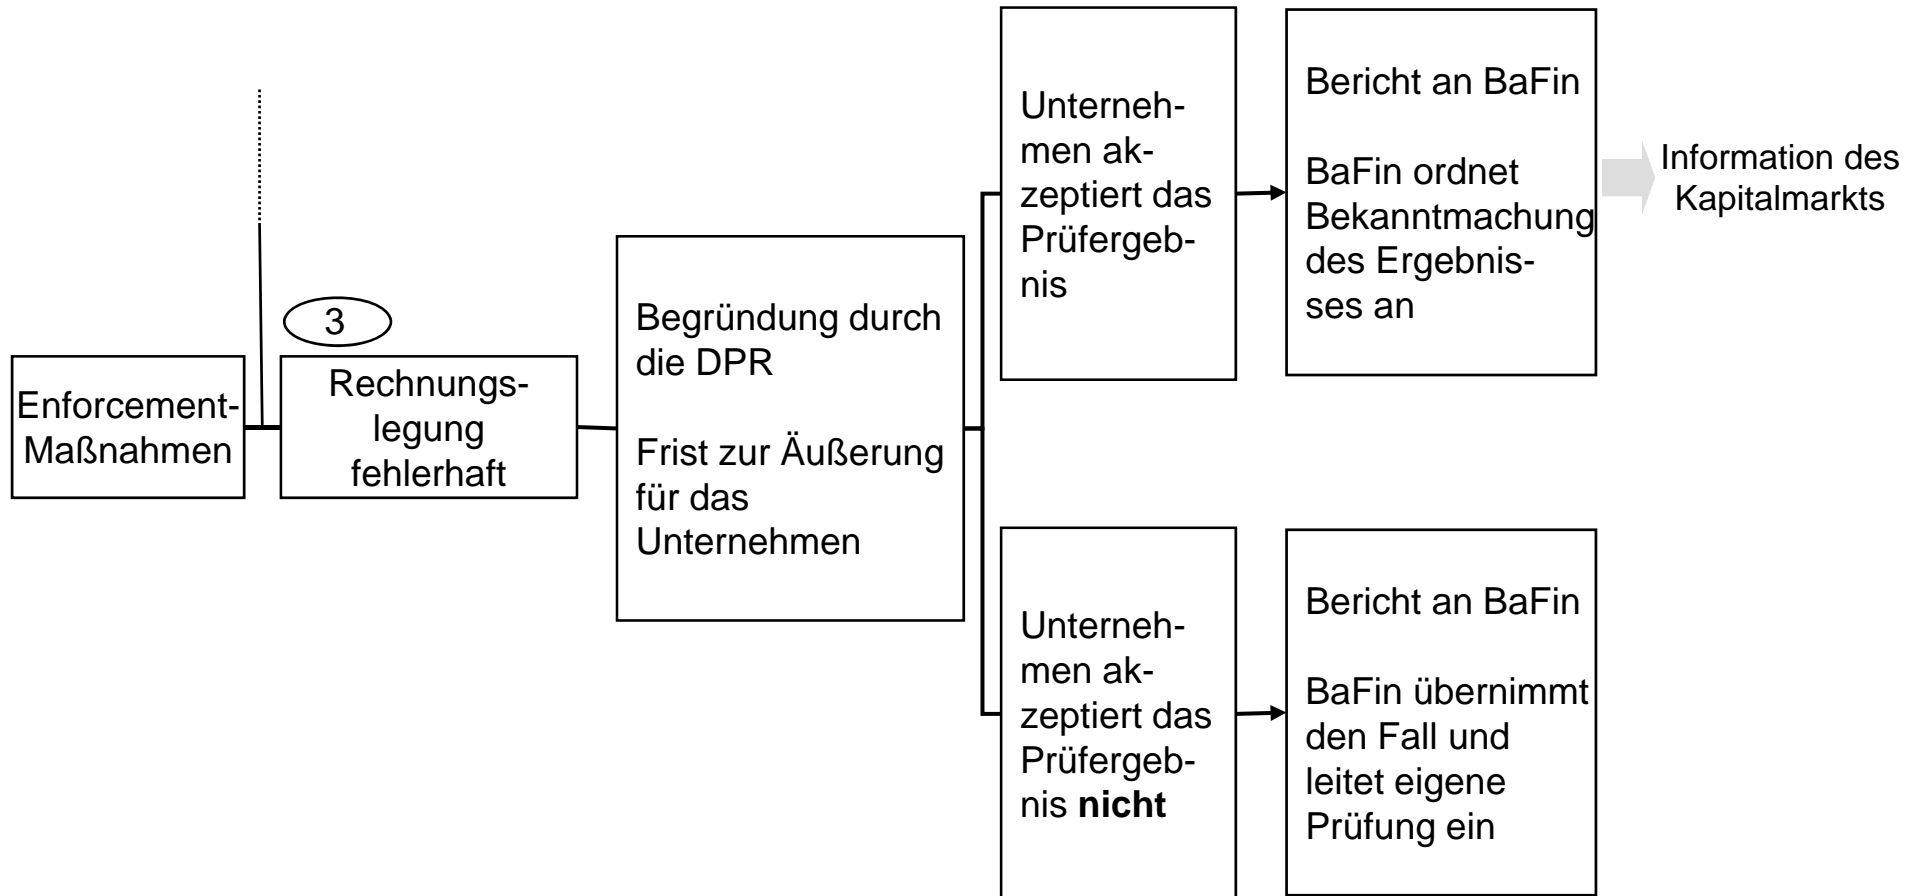 3
Enforcement-
Maßnahmen
Rechnungs-
legung
fehlerhaft
Begründung durch
die DPR
Frist zur Äußerung
für das
Unternehmen
Unterneh-
men ak-
zeptiert das
Prüfergeb-
nis
Bericht an BaFin
BaFin ordnet
Bekanntmachung
des Ergebnis-
ses an
Information des
Kapitalmarkts
Unterneh-
men ak-
zeptiert das
Prüfergeb-
nis nicht
Bericht an BaFin
BaFin übernimmt
den Fall und
leitet eigene
Prüfung ein